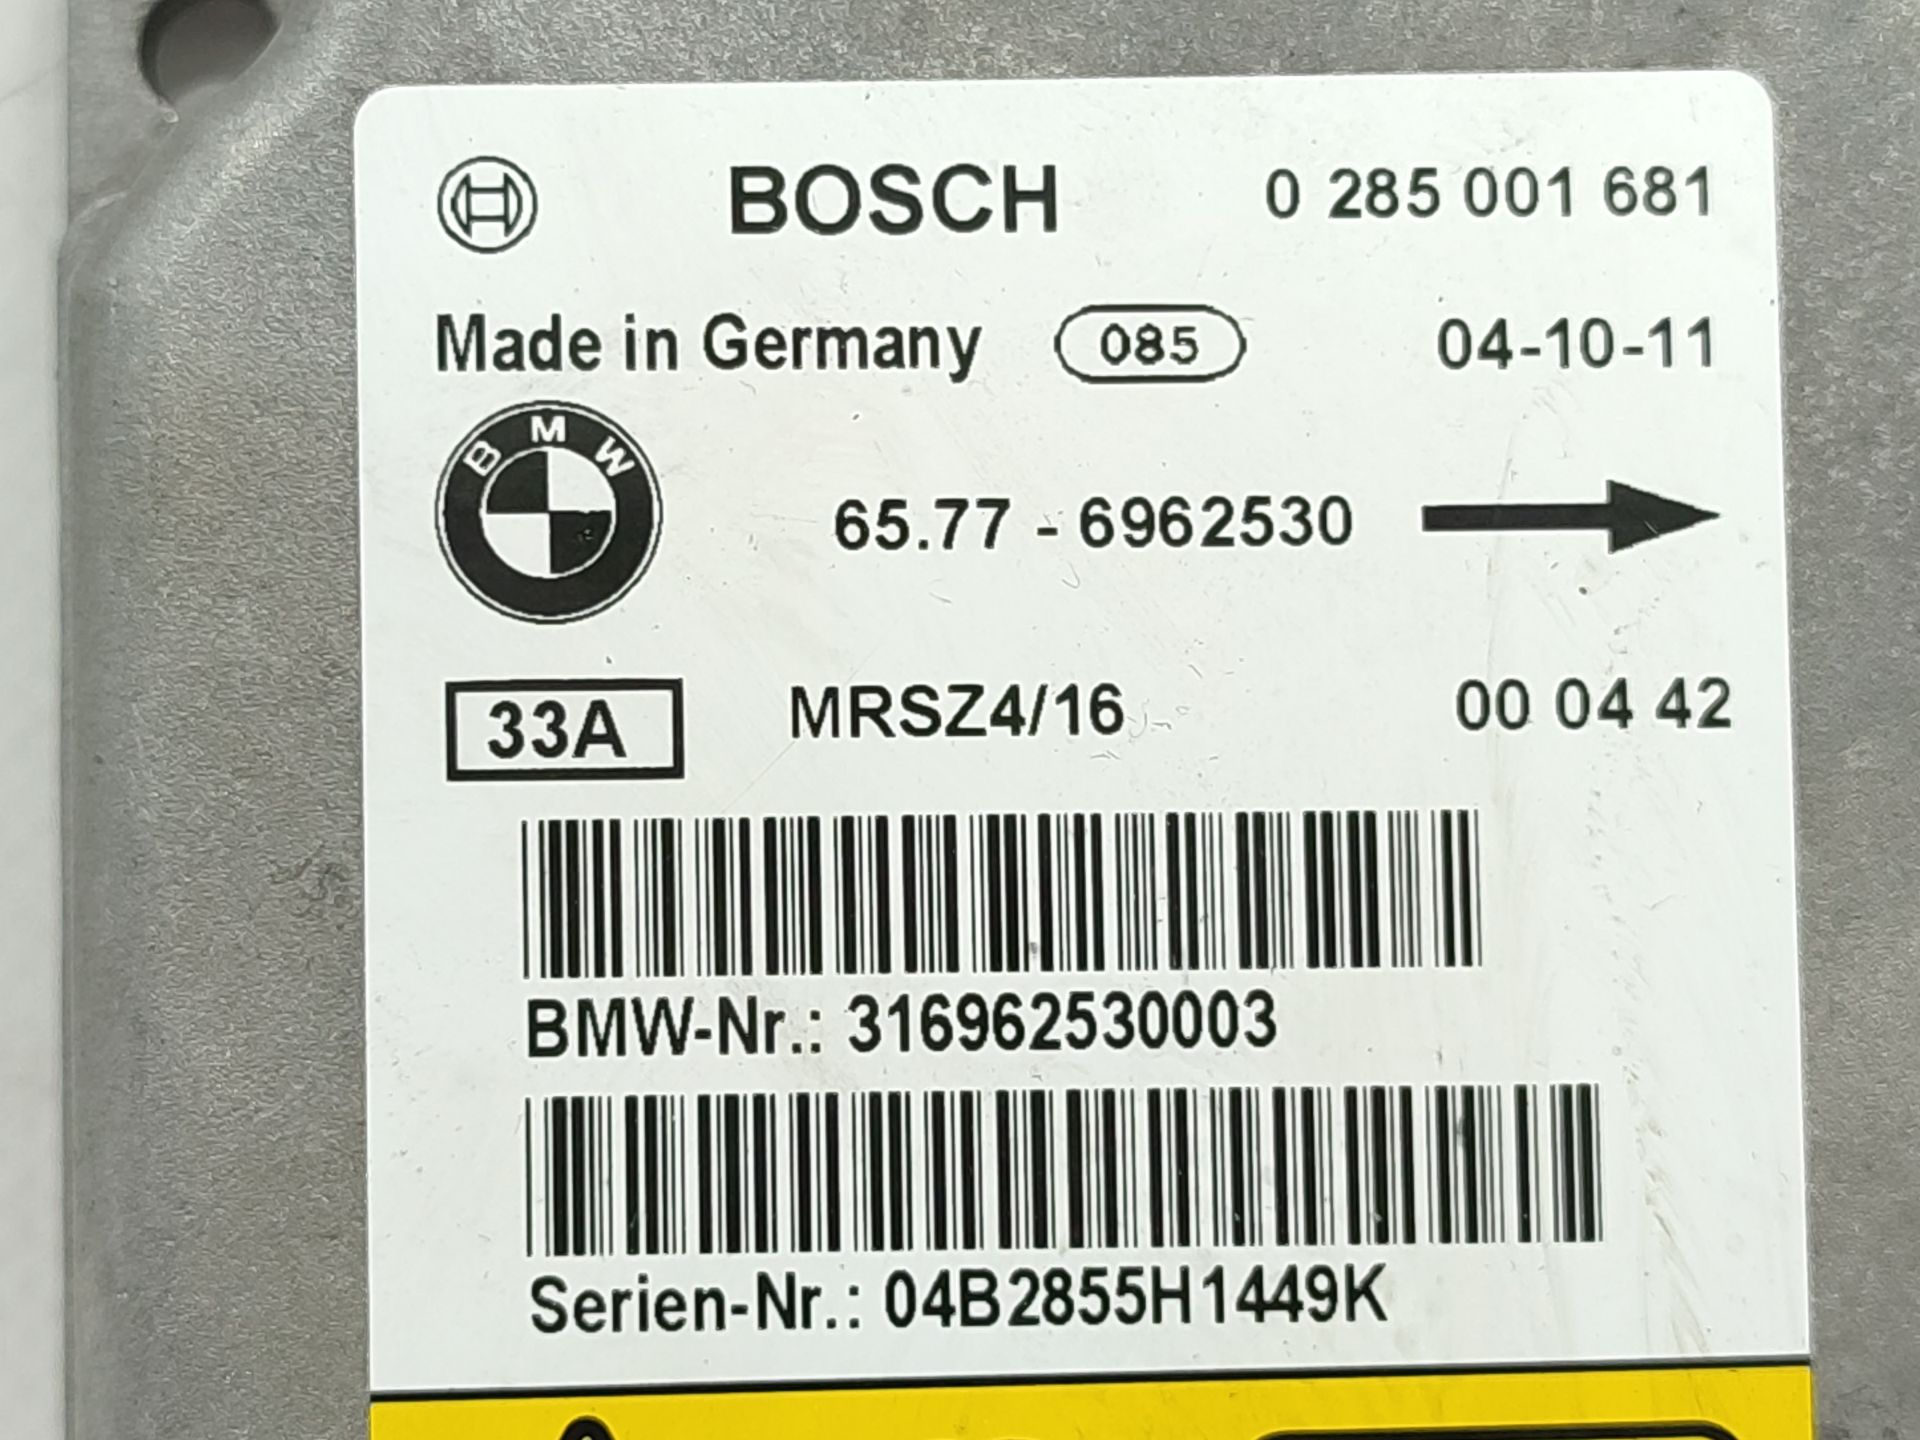 BOSCH 0 285 001 681
Made in Germany 085 04-10-11
BMW
65.77 - 6962530
33A MRSZ4/16 00 04 42
BMW-Nr.: 316962530003
Serien-Nr.: 04B2855H1449K